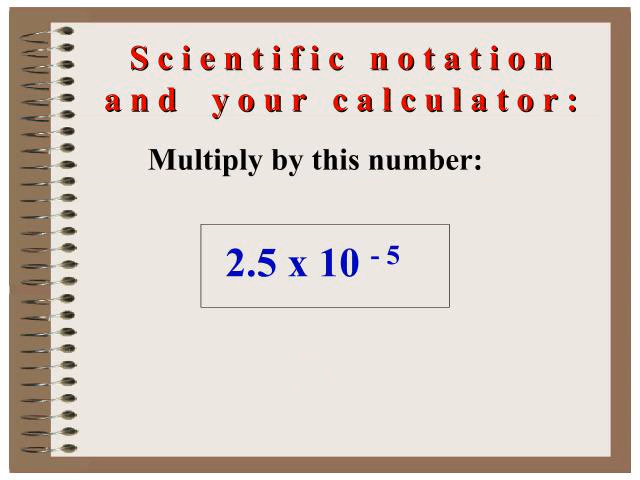 Scientific notation
and your calculator:
Multiply by this number:
2.5 x 10 - 5